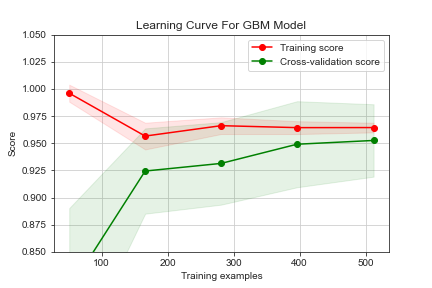 Learning Curve For GBM Model
1.050
1.025
1.000
0.975
0.950
0.925
0.900
0.875
0.850
Score
Training score
Cross-validation score
100
200
300
400
500
Training examples